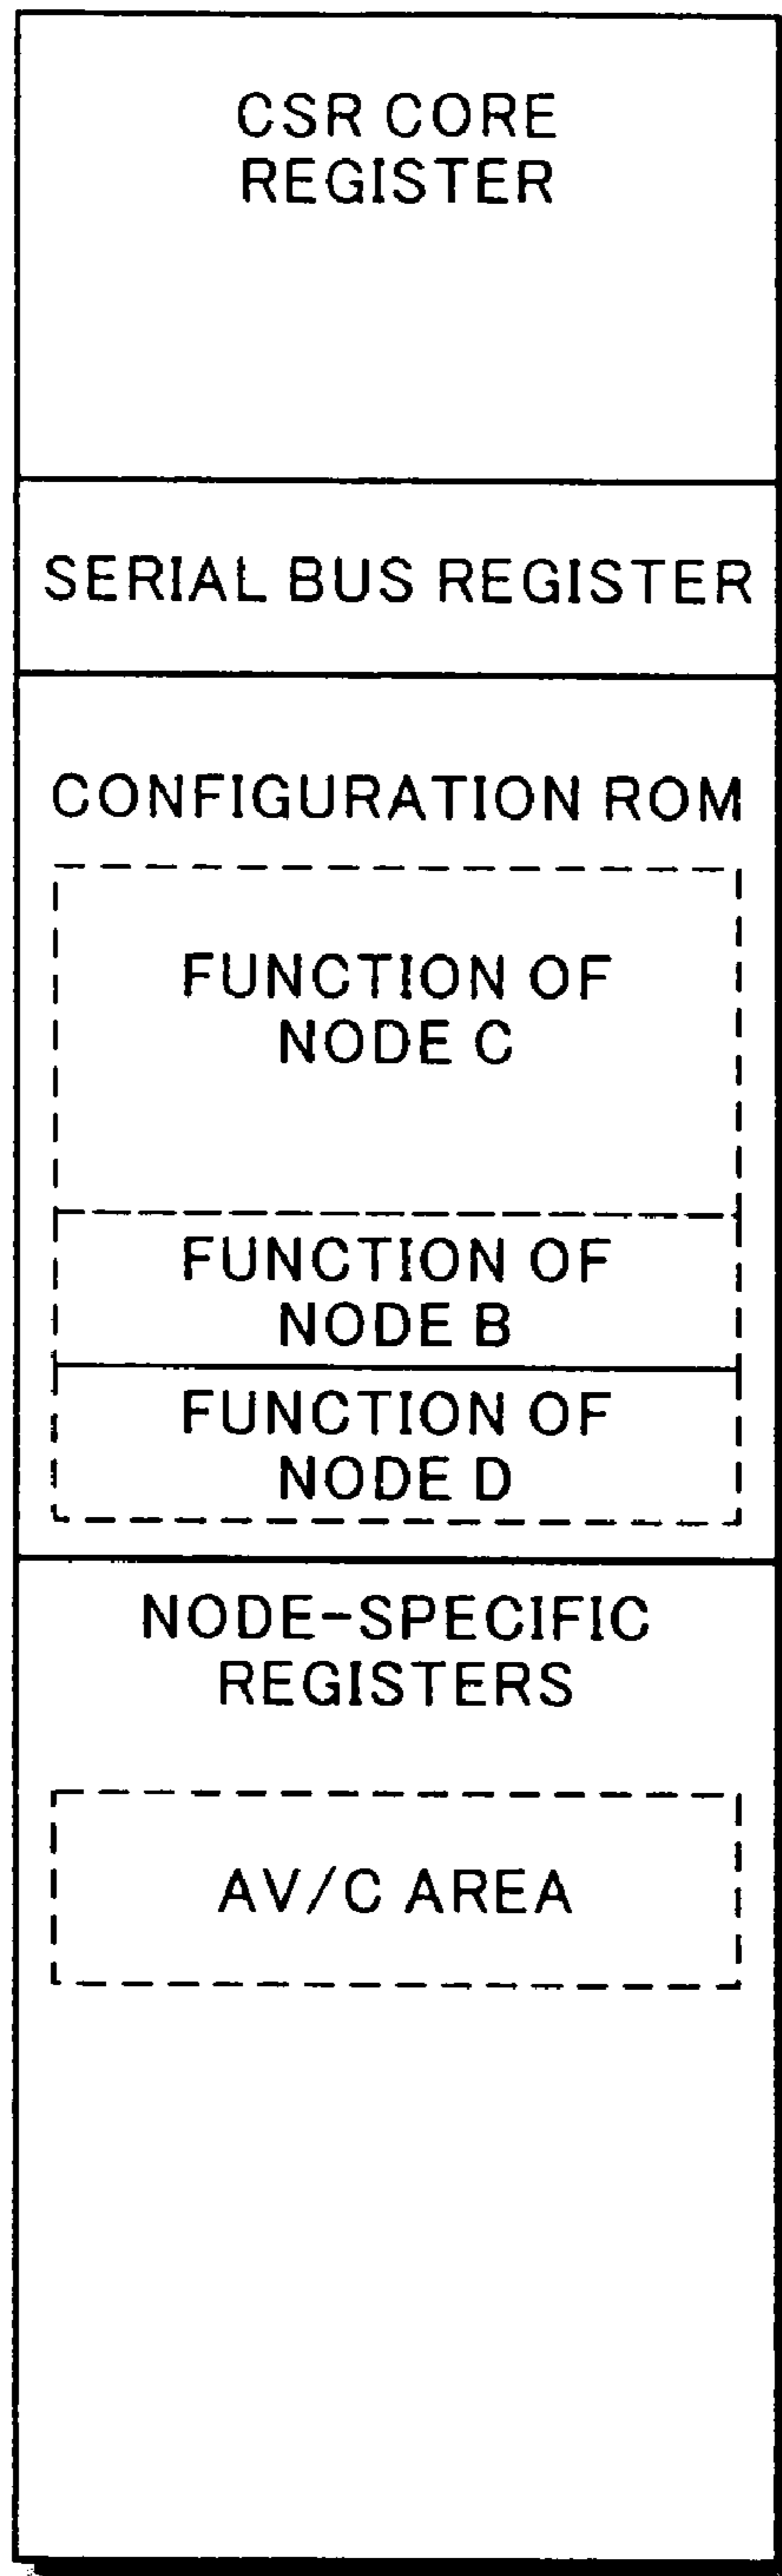 CSR CORE
REGISTER
SERIAL BUS REGISTER
CONFIGURATION ROM
FUNCTION OF
NODE C
FUNCTION OF
NODE B
FUNCTION OF
NODE D
NODE-SPECIFIC
REGISTERS
AV/C AREA